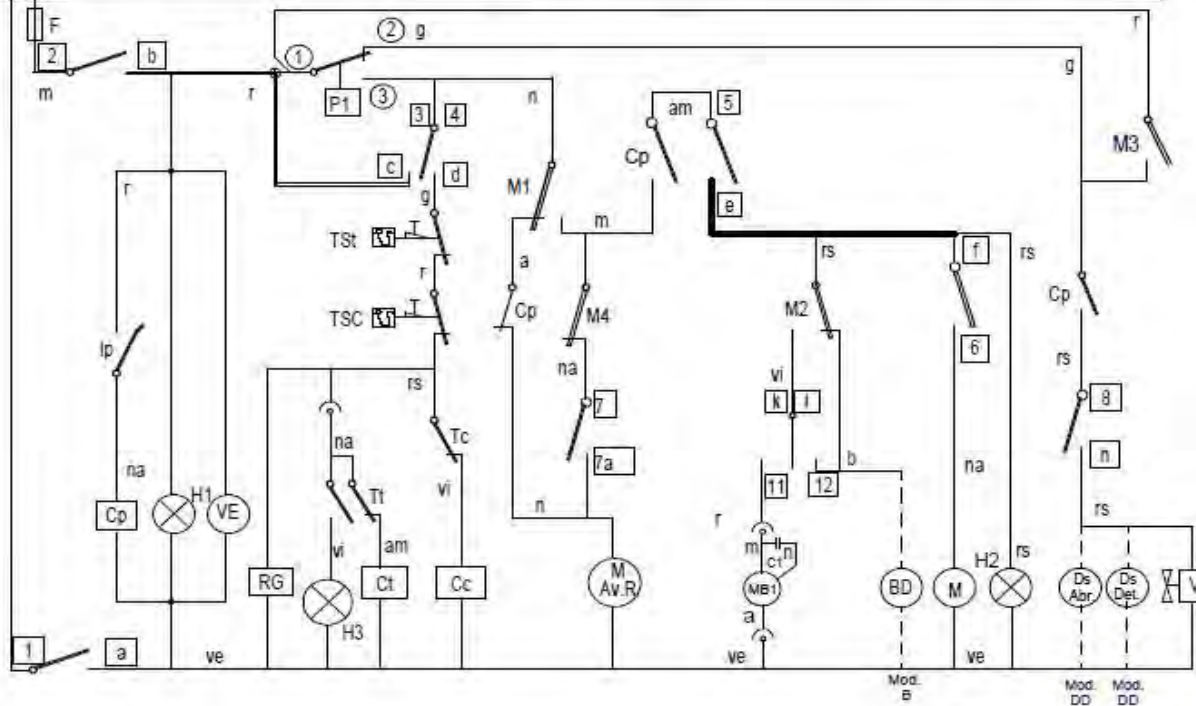 F
2 b ① ② g r
m r P1 ③ g
n 5
3 4 am
c d Cp M3
M1 e
g m
TSt f
r rs rs
r a
TSC Cp M4 M2 Cp
Ip 6
na vi rs
rs 7 k l 8
na Tc
na 7a b n
H1 Tt vi n 11 12 na
Cp VE rs
vi am r
m n
C1 H2 rs
RG Ct Cc M Av.R MB1 BD M Ds Abr. Ds Det. V
H3 a
1 a ve ve ve
Mod. B Mod. DD Mod. DD